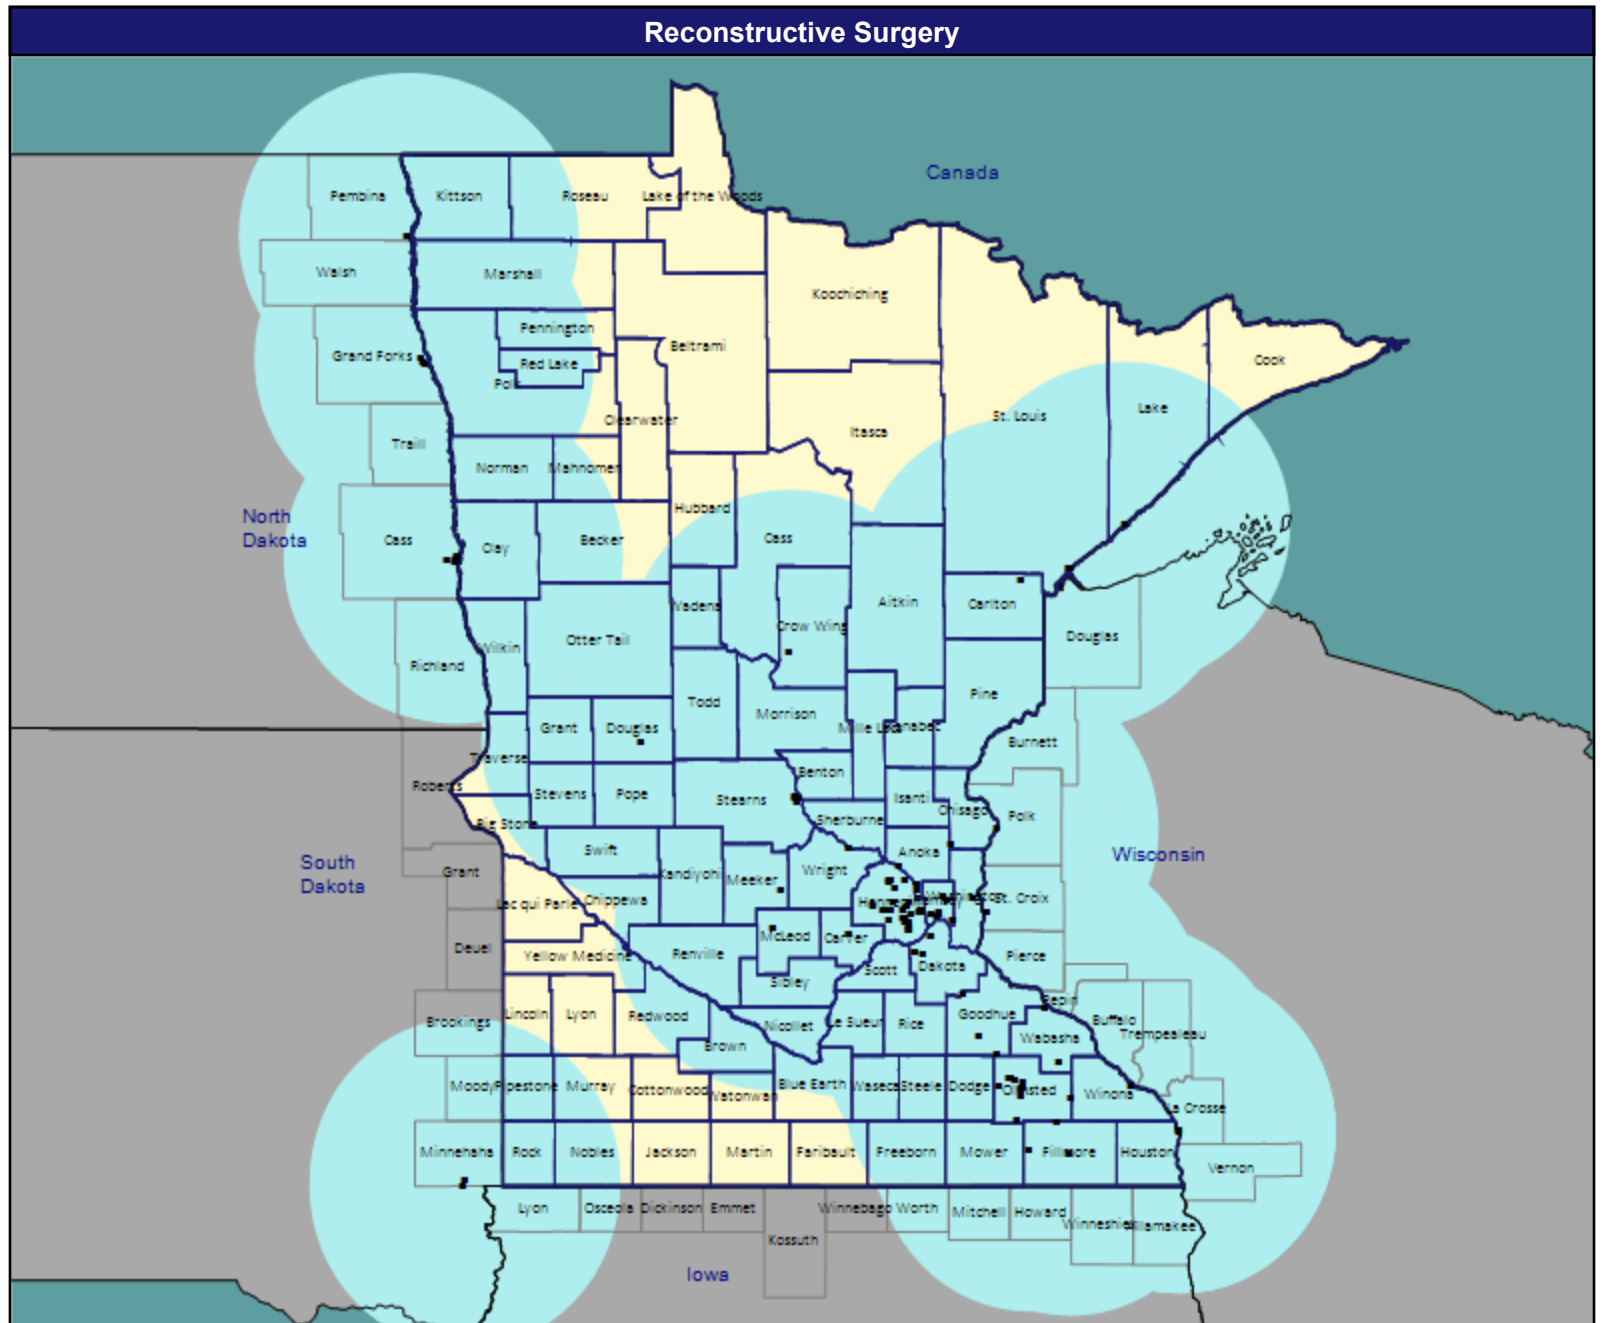 Reconstructive Surgery
Canada
Pembina
Kittson
Roseau
Lake of the Woods
Walsh
Marshall
Koochiching
Pennington
Grand Forks
Red Lake
Beltrami
Cook
Polk
Lake
St. Louis
Clearwater
Itasca
Traill
Norman
Mahnomen
Hubbard
North
Dakota
Cass
Clay
Becker
Cass
Aitkin
Carlton
Wadena
Crow Wing
Douglas
Wilkin
Otter Tail
Richland
Pine
Todd
Morrison
Grant
Douglas
Mille Lacs
Kanabec
Burnett
Traverse
Benton
Roberts
Stevens
Pope
Stearns
Isanti
Chisago
Polk
Big Stone
Sherburne
Swift
Anoka
Wisconsin
South
Dakota
Grant
Kandiyohi
Meeker
Wright
Lac qui Parle
Chippewa
Washington
St. Croix
McLeod
Carver
Deuel
Yellow Medicine
Renville
Scott
Dakota
Pierce
Sibley
Pepin
Brookings
Lincoln
Lyon
Redwood
Nicollet
Le Sueur
Rice
Goodhue
Buffalo
Wabasha
Trempealeau
Brown
Moody
Pipestone
Murray
Cottonwood
Watonwan
Blue Earth
Waseca
Steele
Dodge
Olmsted
Winona
La Crosse
Minnehaha
Rock
Nobles
Jackson
Martin
Faribault
Freeborn
Mower
Fillmore
Houston
Vernon
Lyon
Osceola
Dickinson
Emmet
Winnebago
Worth
Mitchell
Howard
Winneshiek
Allamakee
Kossuth
Iowa